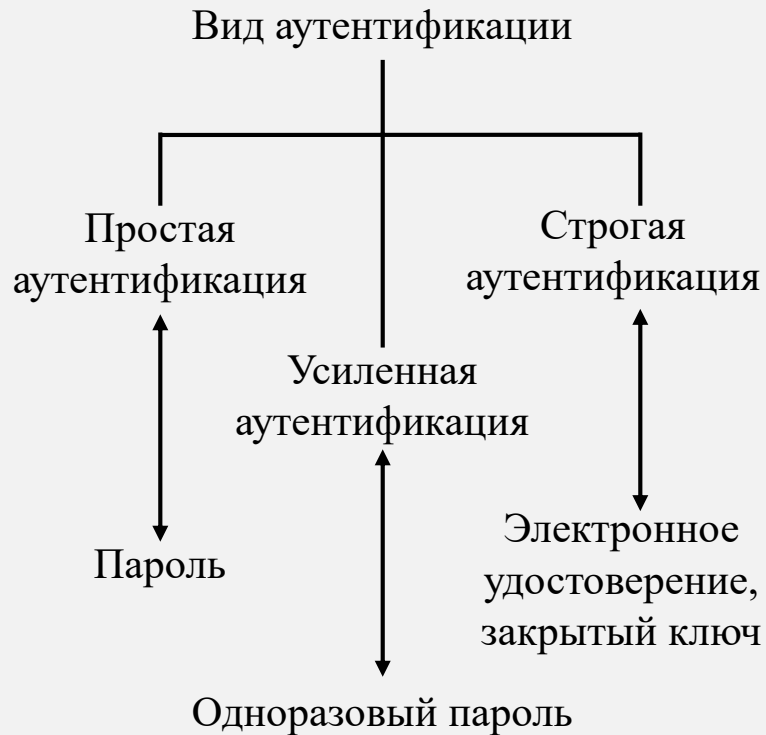 Вид аутентификации
Простая
аутентификация
Строгая
аутентификация
Усиленная
аутентификация
Пароль
Электронное
удостоверение,
закрытый ключ
Одноразовый пароль